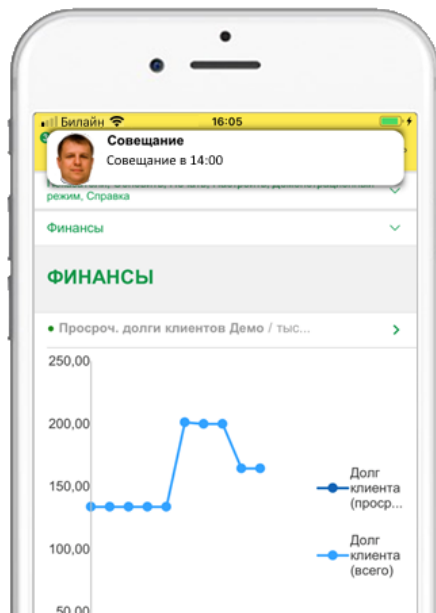 Билайн
16:05
Совещание
Совещание в 14:00
режим, Справка
Финансы
ФИНАНСЫ
• Просроч. долги клиентов Демо / тыс...
250,00
200,00
150,00
100,00
50,00
Долг
клиента
(проср...
Долг
клиента
(всего)